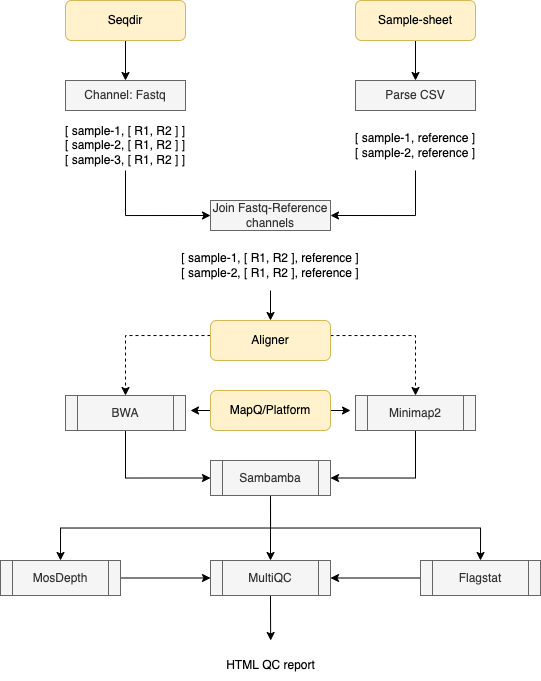 Seqdir
Sample-sheet
Channel: Fastq
Parse CSV
[ sample-1, [ R1, R2 ] ]
[ sample-2, [ R1, R2 ] ]
[ sample-3, [ R1, R2 ] ]
[ sample-1, reference ]
[ sample-2, reference ]
Join Fastq-Reference
channels
[ sample-1, [ R1, R2 ], reference ]
[ sample-2, [ R1, R2 ], reference ]
Aligner
BWA
MapQ/Platform
Minimap2
Sambamba
MosDepth
MultiQC
Flagstat
HTML QC report